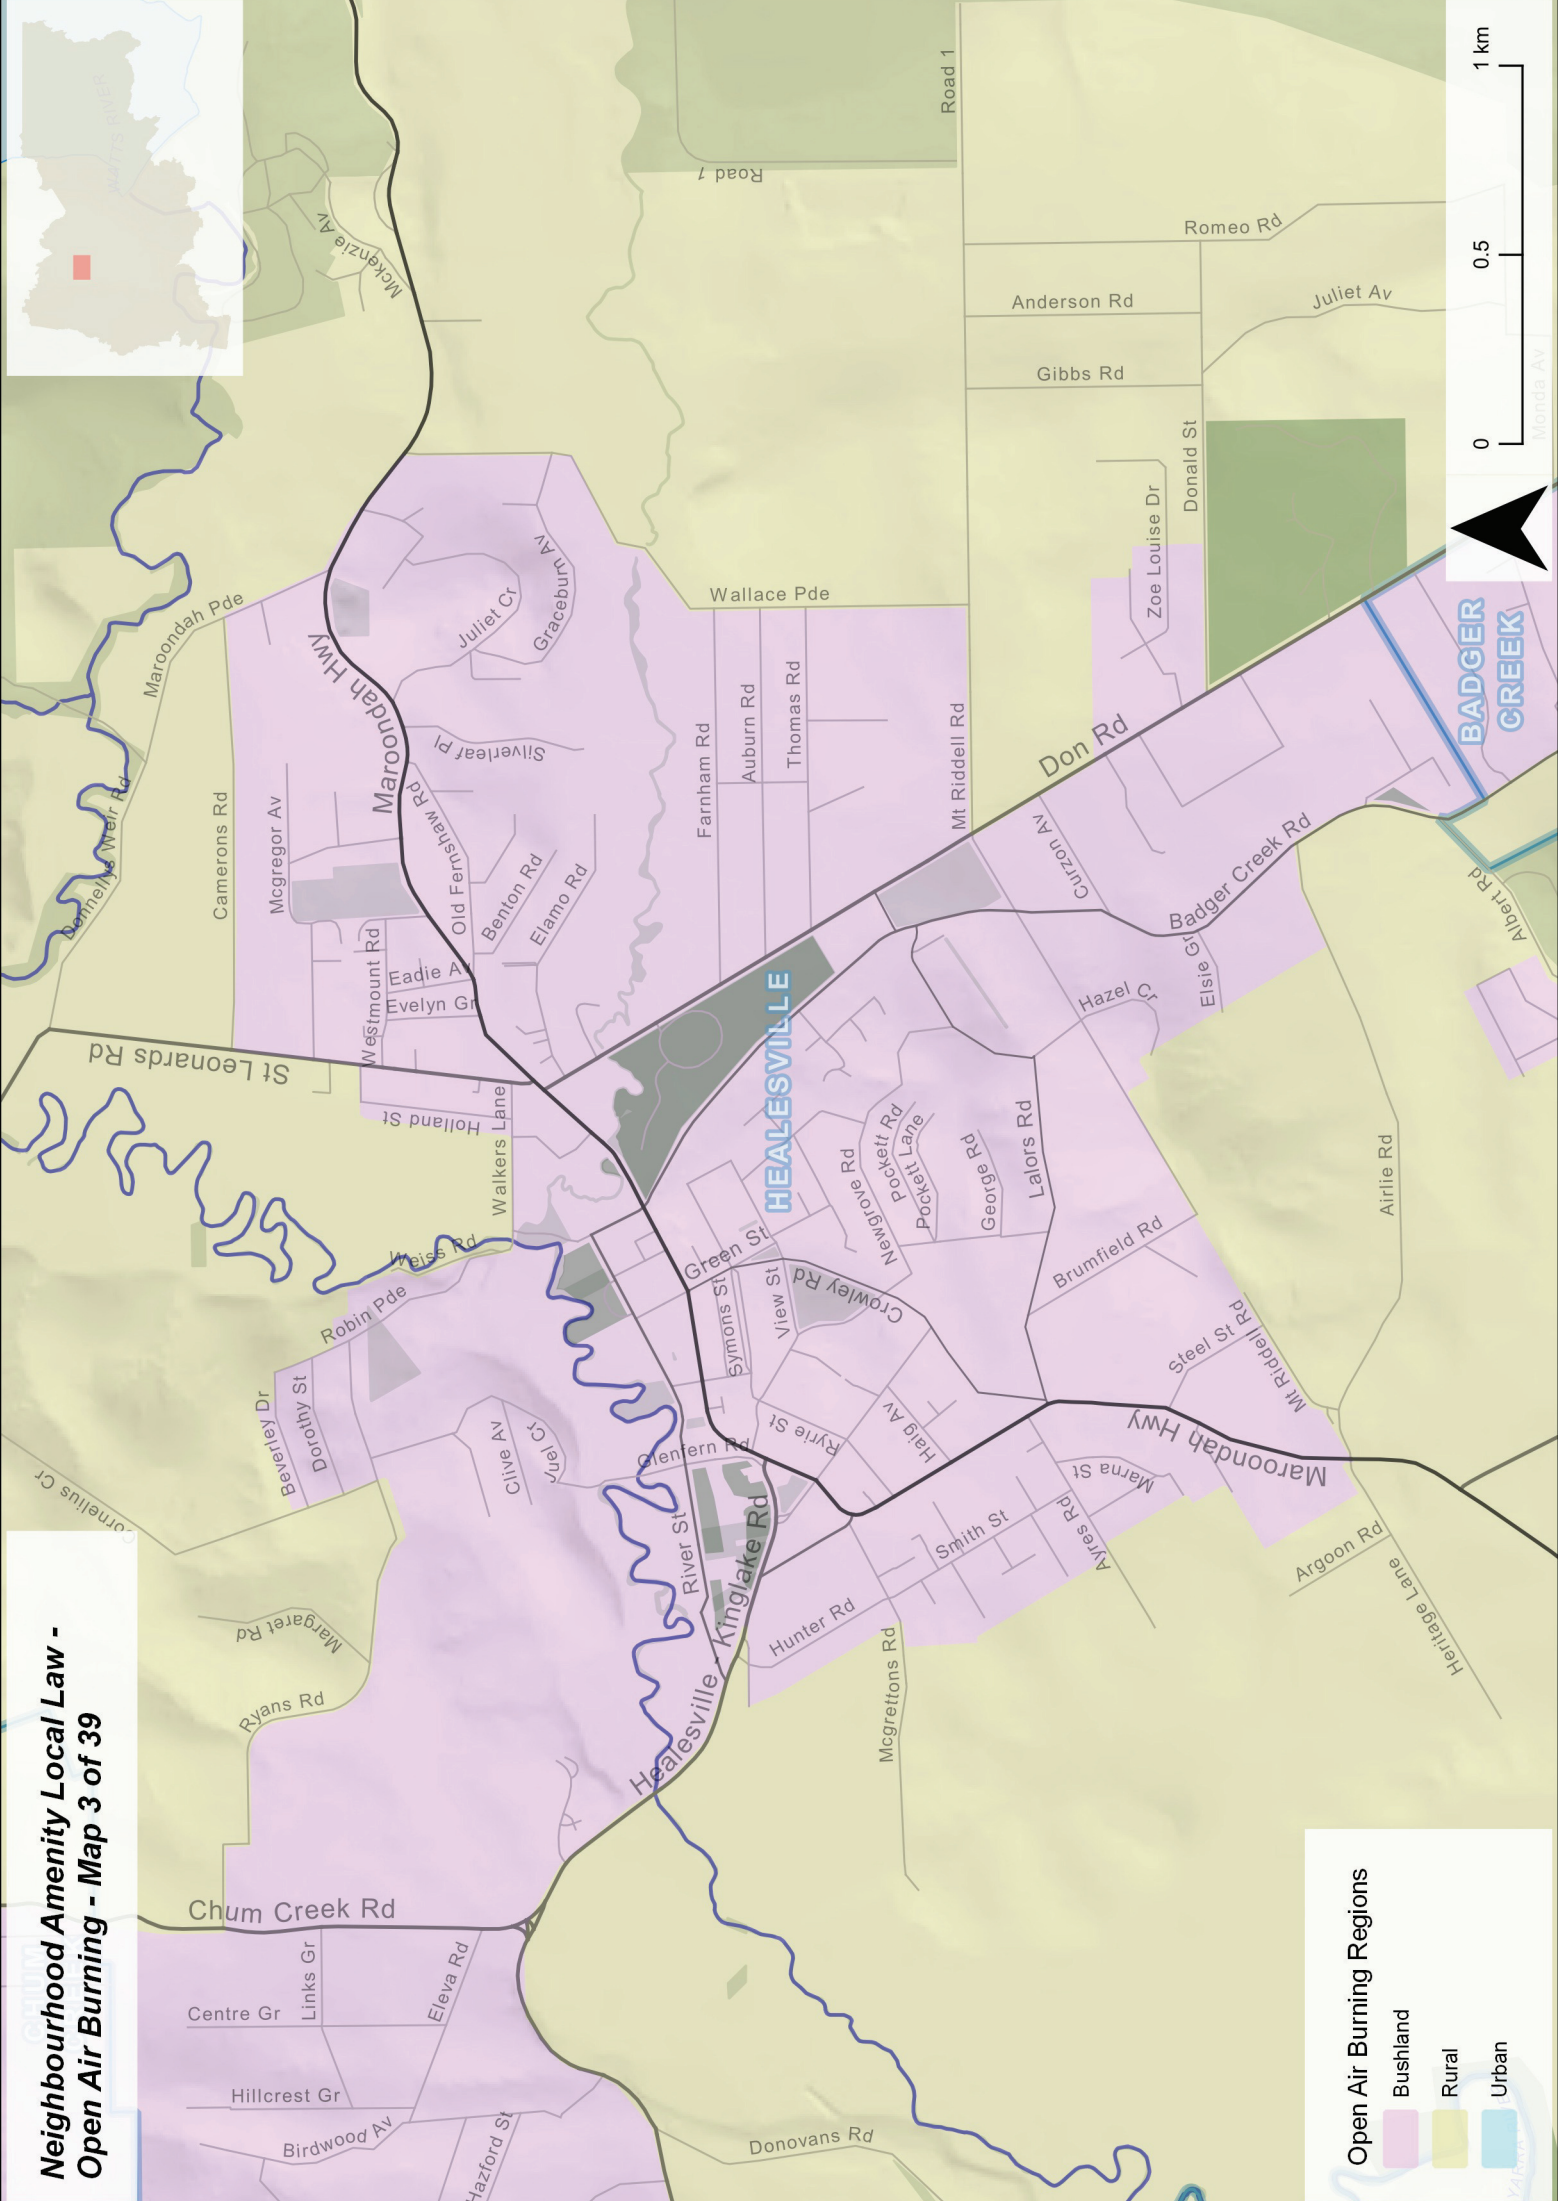 Neighbourhood Amenity Local Law -
Open Air Burning - Map 3 of 39
WATTS RIVER
Mckenzie Av
Road 1
Road 1
Romeo Rd
Anderson Rd
Juliet Av
Gibbs Rd
Monda Av
Donald St
Zoe Louise Dr
Wallace Pde
Maroondah Pde
Maroondah Hwy
Juliet Cr
Graceburn Av
Silverleaf Pl
Donnellys Weir Rd
Camerons Rd
Mcgregor Av
Old Fernshaw Rd
Benton Rd
Elamo Rd
Farnham Rd
Auburn Rd
Thomas Rd
Mt Riddell Rd
Don Rd
Curzon Av
Badger Creek Rd
BADGER
CREEK
Albert Rd
Westmount Rd
Eadie Av
Evelyn Gr
St Leonards Rd
Holland St
Walkers Lane
HEALESVILLE
Elsie Gr
Hazel Cr
Weiss Rd
Robin Pde
Green St
Newgrove Rd
Pockett Rd
Pockett Lane
George Rd
Lalors Rd
Airlie Rd
Brumfield Rd
Symons St
View St
Crowley Rd
Steel St
Mt Riddell Rd
Beverley Dr
Dorothy St
Clive Av
Juel Cr
Glenfern Rd
Ryrie St
Haig Av
Maroondah Hwy
Marna St
Cornelius Cr
River St
Healesville - Kinglake Rd
Smith St
Ayres Rd
Argoon Rd
Heritage Lane
Hunter Rd
Mcgrettons Rd
Margaret Rd
Ryans Rd
Chum Creek Rd
CHUM
Links Gr
Centre Gr
Eleva Rd
Hillcrest Gr
Birdwood Av
Hazford St
Donovans Rd
0
0.5
1 km
Open Air Burning Regions
Bushland
Rural
Urban